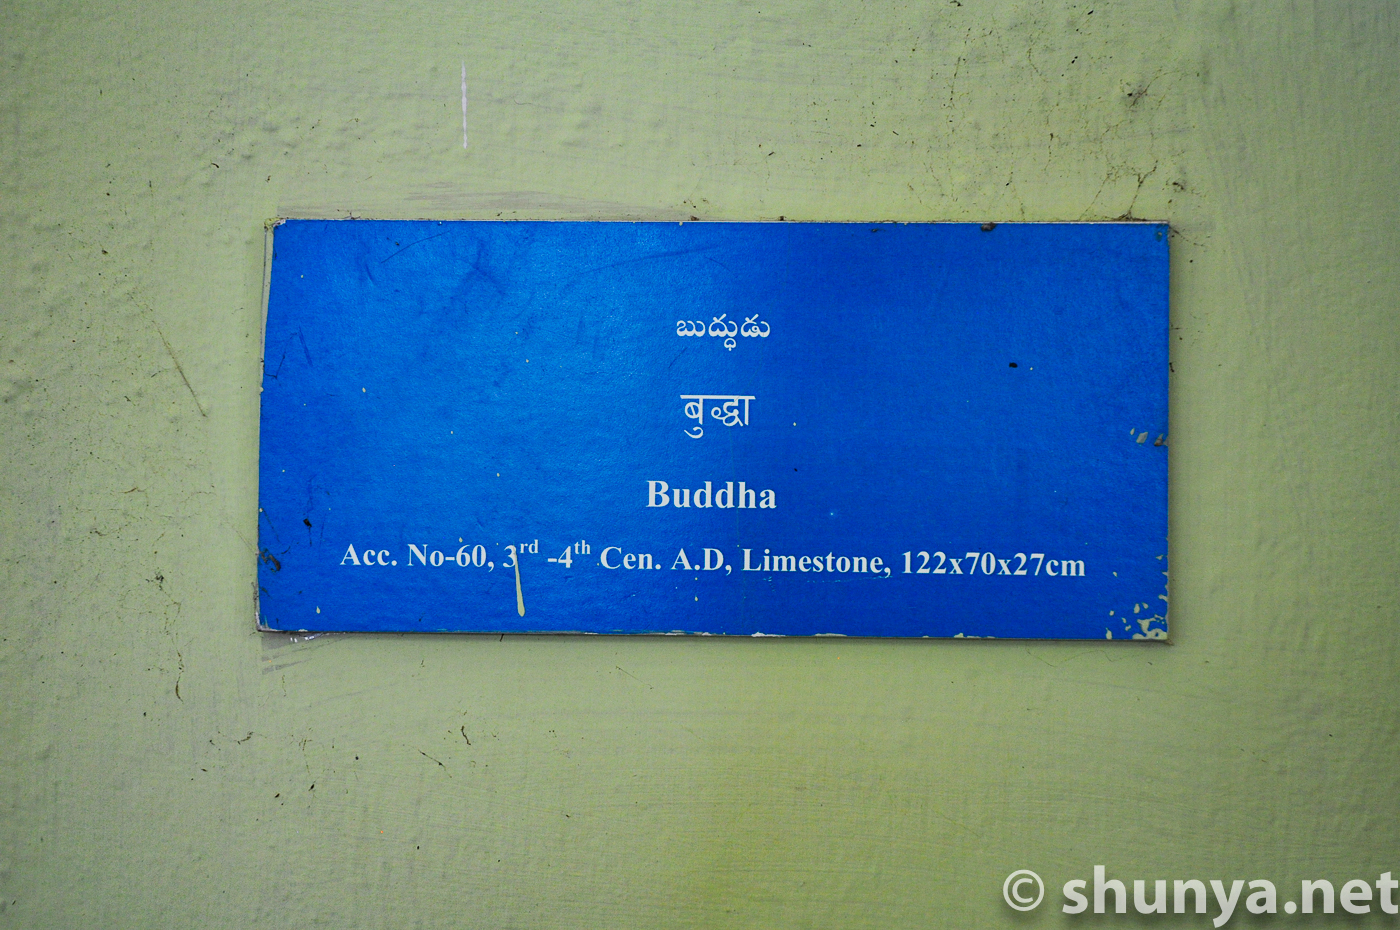 బుద్ధుడు
बुद्धा
Buddha
Acc. No-60, 3rd -4th Cen. A.D, Limestone, 122x70x27cm
© shunya.net